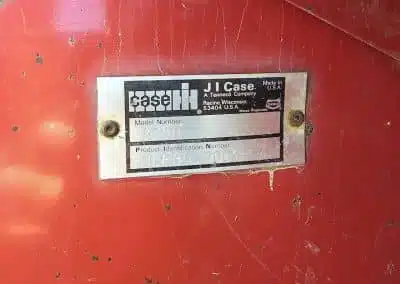 case IH
J I Case
A Tenneco Company
Made in
U.S.A.
Racine, Wisconsin
53404 U.S.A.
Model Number
Product Identification Number